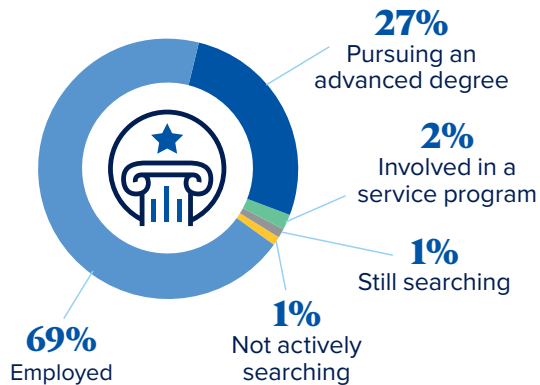 27%
Pursuing an
advanced degree
2%
Involved in a
service program
1%
Still searching
1%
Not actively
searching
69%
Employed